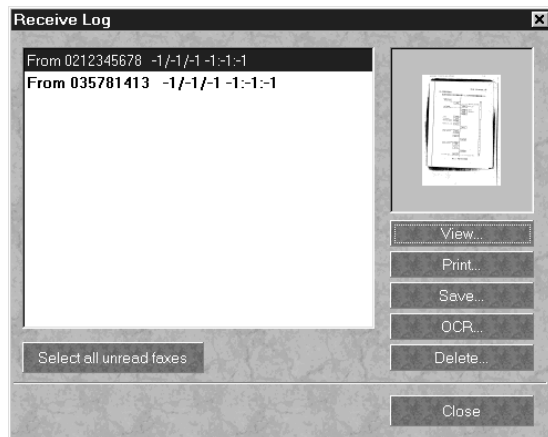 Receive Log
From 0212345678 -1/-1/-1 -1:-1:-1
From 035781413 -1/-1/-1 -1:-1:-1
View...
Print...
Save...
OCR...
Select all unread faxes
Delete...
Close